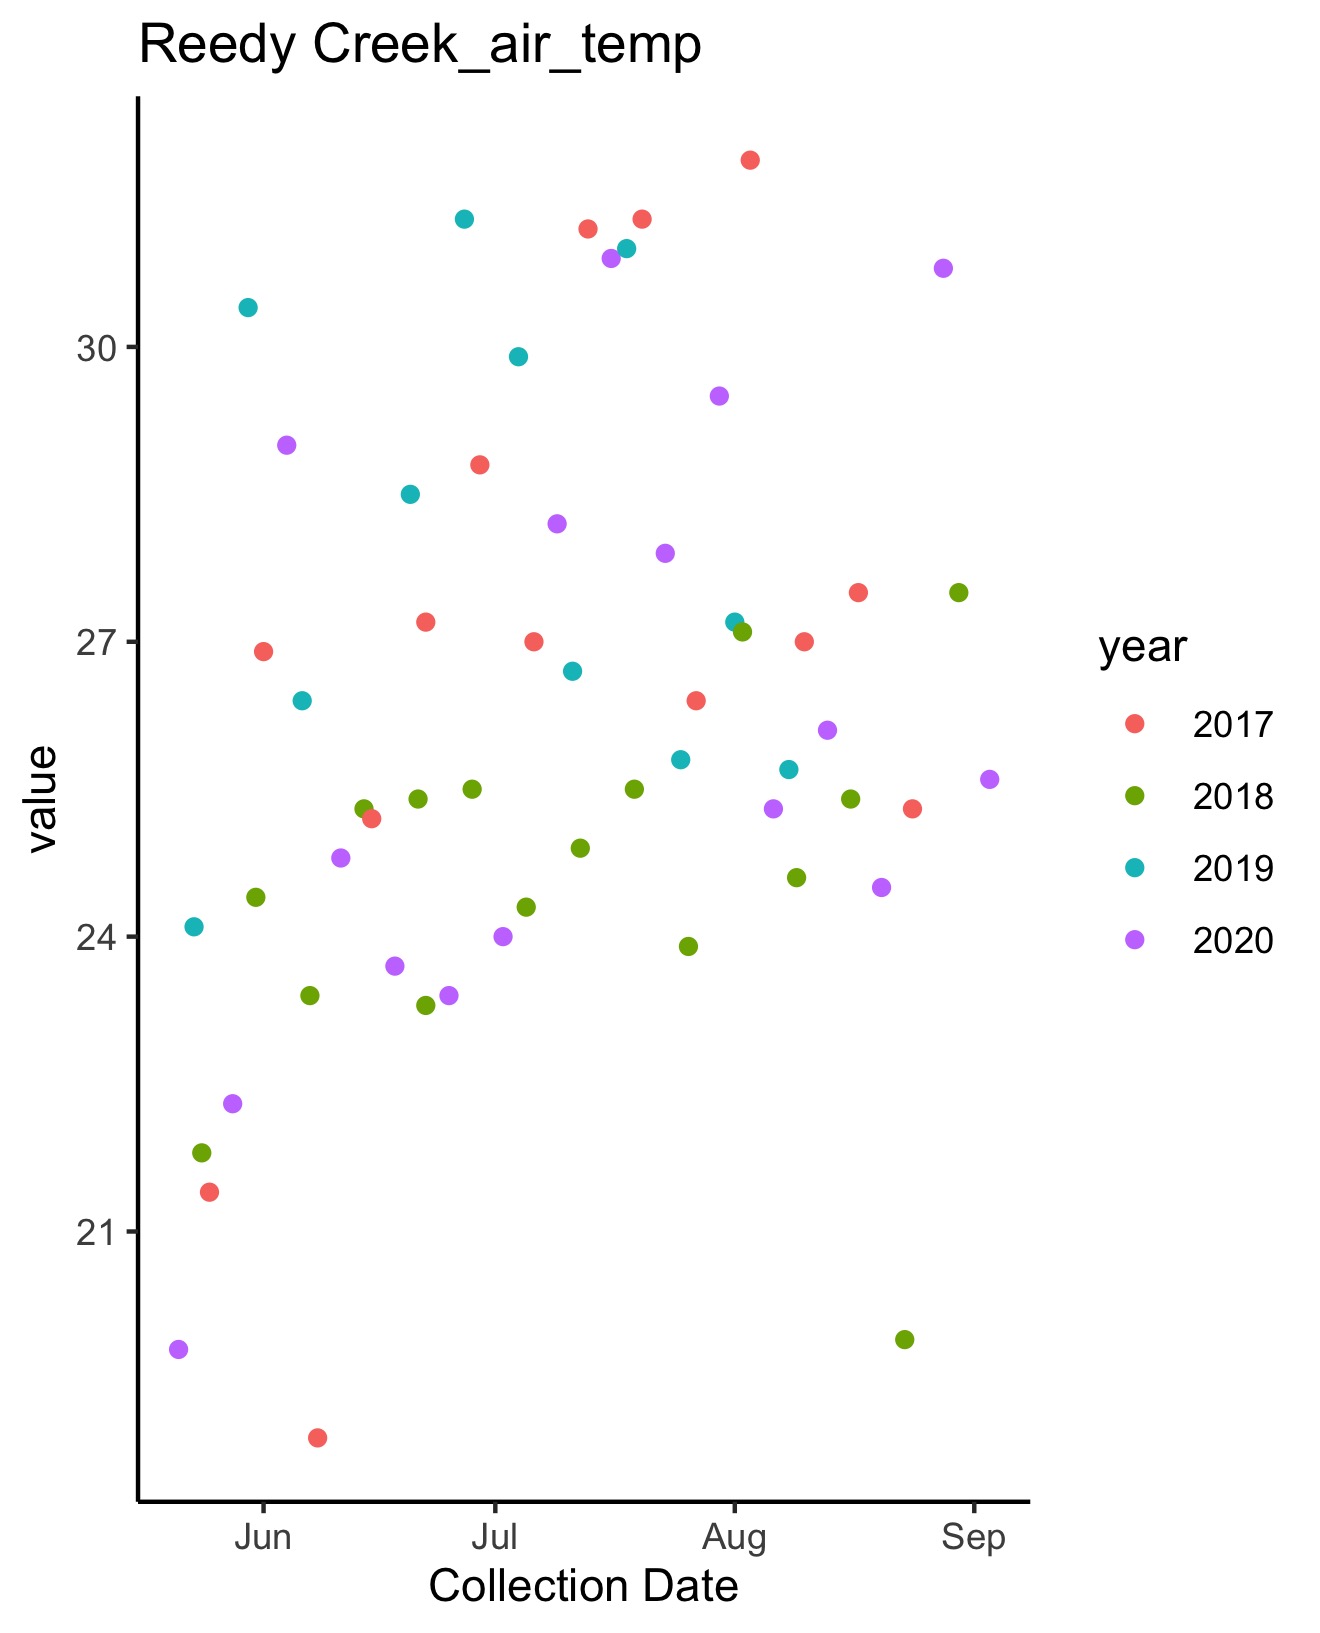 Reedy Creek_air_temp
30
27
24
21
value
Jun Jul Aug Sep
Collection Date
year
2017
2018
2019
2020